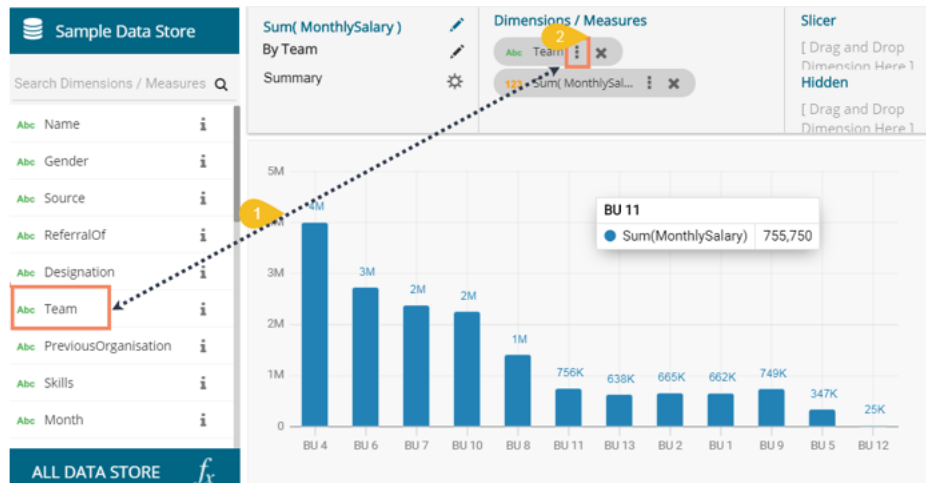 Sample Data Store
Search Dimensions / Measures
Abc Name i
Abc Gender i
Abc Source i
Abc ReferralOf i
Abc Designation i
Abc Team i
Abc PreviousOrganisation i
Abc Skills i
Abc Month i
ALL DATA STORE fx
Sum( MonthlySalary )
By Team
Summary
Dimensions / Measures
2
Abc Team
123 Sum( MonthlySal...
Slicer
[ Drag and Drop
Dimension Here ]
Hidden
[ Drag and Drop
Dimension Here ]
1
5M
3M
2M
1M
0
4M
3M
2M
2M
1M
756K
638K
665K
662K
749K
347K
25K
BU 11
Sum(MonthlySalary) 755,750
BU 4 BU 6 BU 7 BU 10 BU 8 BU 11 BU 13 BU 2 BU 1 BU 9 BU 5 BU 12